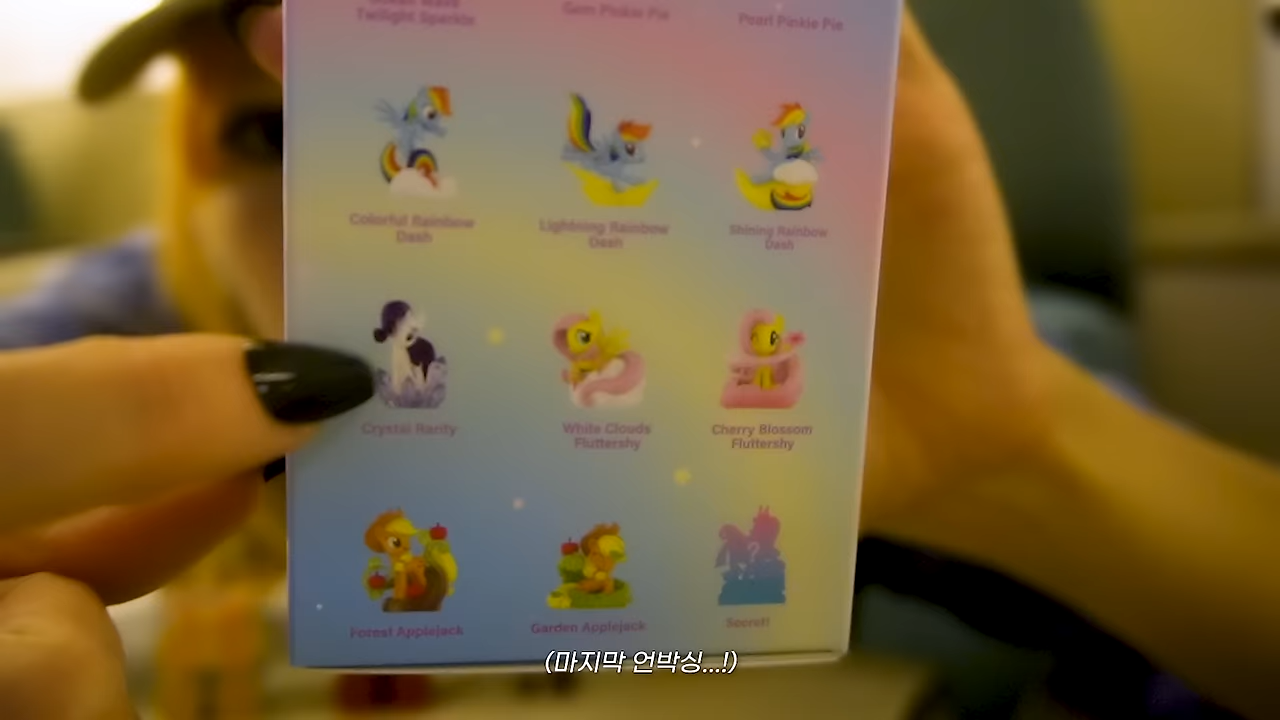 Twilight Sparkle
Gem Pinkie Pie
Pearl Pinkie Pie
Colorful Rainbow
Dash
Lightning Rainbow
Dash
Shining Rainbow
Dash
Crystal Rarity
White Clouds
Fluttershy
Cherry Blossom
Fluttershy
Forest Applejack
Garden Applejack
Secret!
(마지막 언박싱...!)